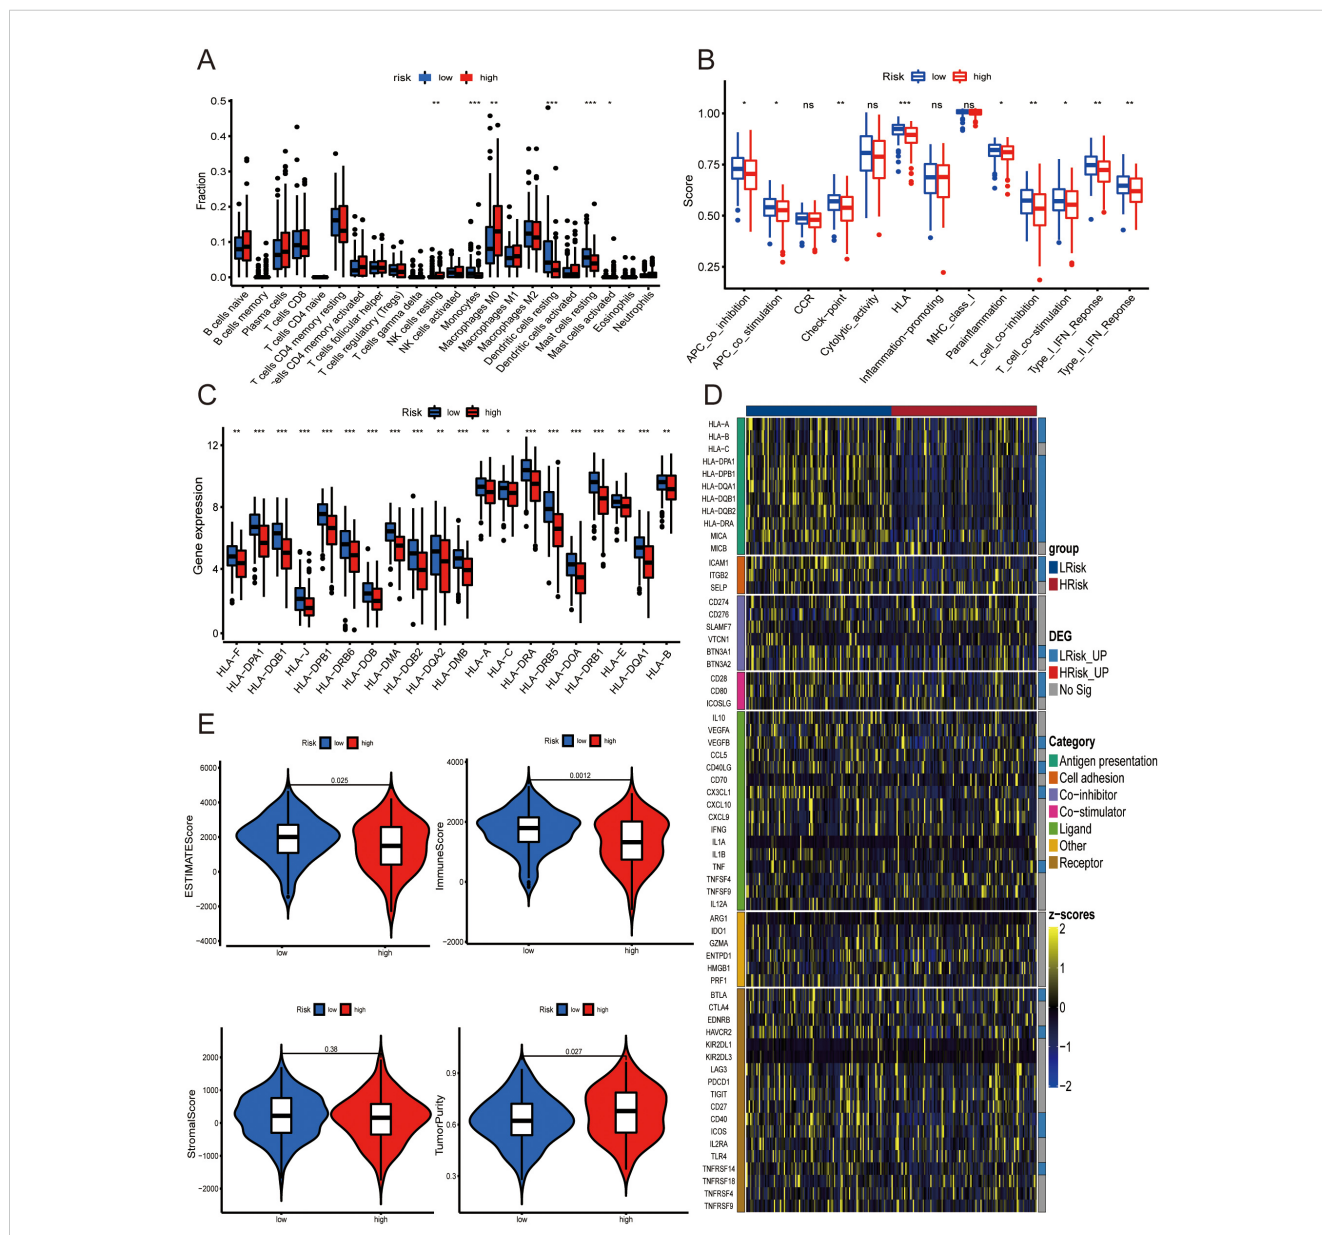 A
risk low high
** *** ** *** *** *
Fraction
0.5
0.4
0.3
0.2
0.1
0.0
B cells naive
B cells memory
Plasma cells
T cells CD8
T cells CD4 naive
T cells CD4 memory resting
cells CD4 memory activated
T cells follicular helper
T cells regulatory (Tregs)
T cells gamma delta
NK cells resting
NK cells activated
Monocytes
Macrophages M0
Macrophages M1
Macrophages M2
Dendritic cells resting
Dendritic cells activated
Mast cells resting
Mast cells activated
Eosinophils
Neutrophils
B
Risk low high
* * ns ** ns *** ns ns * ** * ** **
Score
1.00
0.75
0.50
0.25
APC_co_inhibition
APC_co_stimulation
CCR
Check-point
Cytolytic_activity
HLA
Inflammation-promoting
MHC_class_I
Parainflammation
T_cell_co-inhibition
T_cell_co-stimulation
Type_I_IFN_Reponse
Type_II_IFN_Reponse
C
Risk low high
** *** *** *** *** *** *** *** ** *** ** * *** *** *** *** ** *** **
Gene expression
12
8
4
0
HLA-F
HLA-DPA1
HLA-DQB1
HLA-J
HLA-DPB1
HLA-DRB6
HLA-DOB
HLA-DMA
HLA-DQB2
HLA-DQA2
HLA-DMB
HLA-A
HLA-C
HLA-DRA
HLA-DRB5
HLA-DOA
HLA-DRB1
HLA-E
HLA-DQA1
HLA-B
D
HLA-A
HLA-B
HLA-C
HLA-DPA1
HLA-DPB1
HLA-DQA1
HLA-DQB1
HLA-DQB2
HLA-DRA
MICA
MICB
ICAM1
ITGB2
SELP
CD274
CD276
SLAMF7
VTCN1
BTN3A1
BTN3A2
CD28
CD80
ICOSLG
IL10
VEGFA
VEGFB
CCL5
CD40LG
CD70
CX3CL1
CXCL10
CXCL9
IFNG
IL1A
IL1B
TNF
TNFSF4
TNFSF9
IL12A
ARG1
IDO1
GZMA
ENTPD1
HMGB1
PRF1
BTLA
CTLA4
EDNRB
HAVCR2
KIR2DL1
KIR2DL3
LAG3
PDCD1
TIGIT
CD27
CD40
ICOS
IL2RA
TLR4
TNFRSF14
TNFRSF18
TNFRSF4
TNFRSF9
group
LRisk
HRisk
DEG
LRisk_UP
HRisk_UP
No Sig
Category
Antigen presentation
Cell adhesion
Co-inhibitor
Co-stimulator
Ligand
Other
Receptor
z-scores
2
1
0
-1
-2
E
Risk low high
ESTIMATEScore
6000
4000
2000
0
-2000
-4000
0.025
low high
Risk low high
ImmuneScore
4000
2000
0
-2000
0.0012
low high
Risk low high
StromalScore
2000
1000
0
-1000
-2000
0.38
low high
Risk low high
TumorPurity
0.9
0.6
0.3
0.027
low high